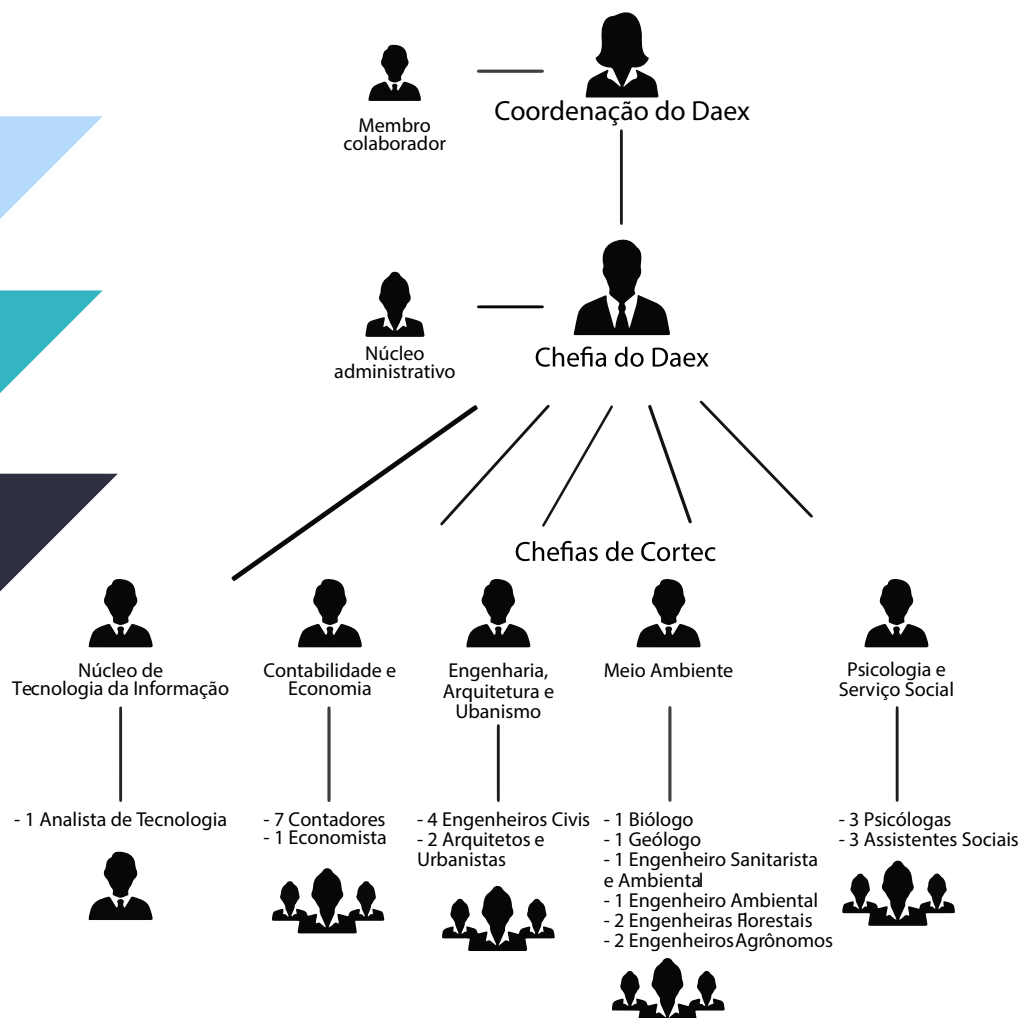 Coordenação do Daex
Membro
colaborador
Núcleo
administrativo
Chefia do Daex
Chefias de Cortec
Núcleo de
Tecnologia da Informação
- 1 Analista de Tecnologia
Contabilidade e
Economia
- 7 Contadores
- 1 Economista
Engenharia,
Arquitetura e
Ubanismo
- 4 Engenheiros Civis
- 2 Arquitetos e
Urbanistas
Meio Ambiente
- 1 Biólogo
- 1 Geólogo
- 1 Engenheiro Sanitarista
e Ambiental
- 1 Engenheiro Ambiental
- 2 Engenheiras Florestais
- 2 Engenheiros Agrônomos
Psicologia e
Serviço Social
- 3 Psicólogas
- 3 Assistentes Sociais